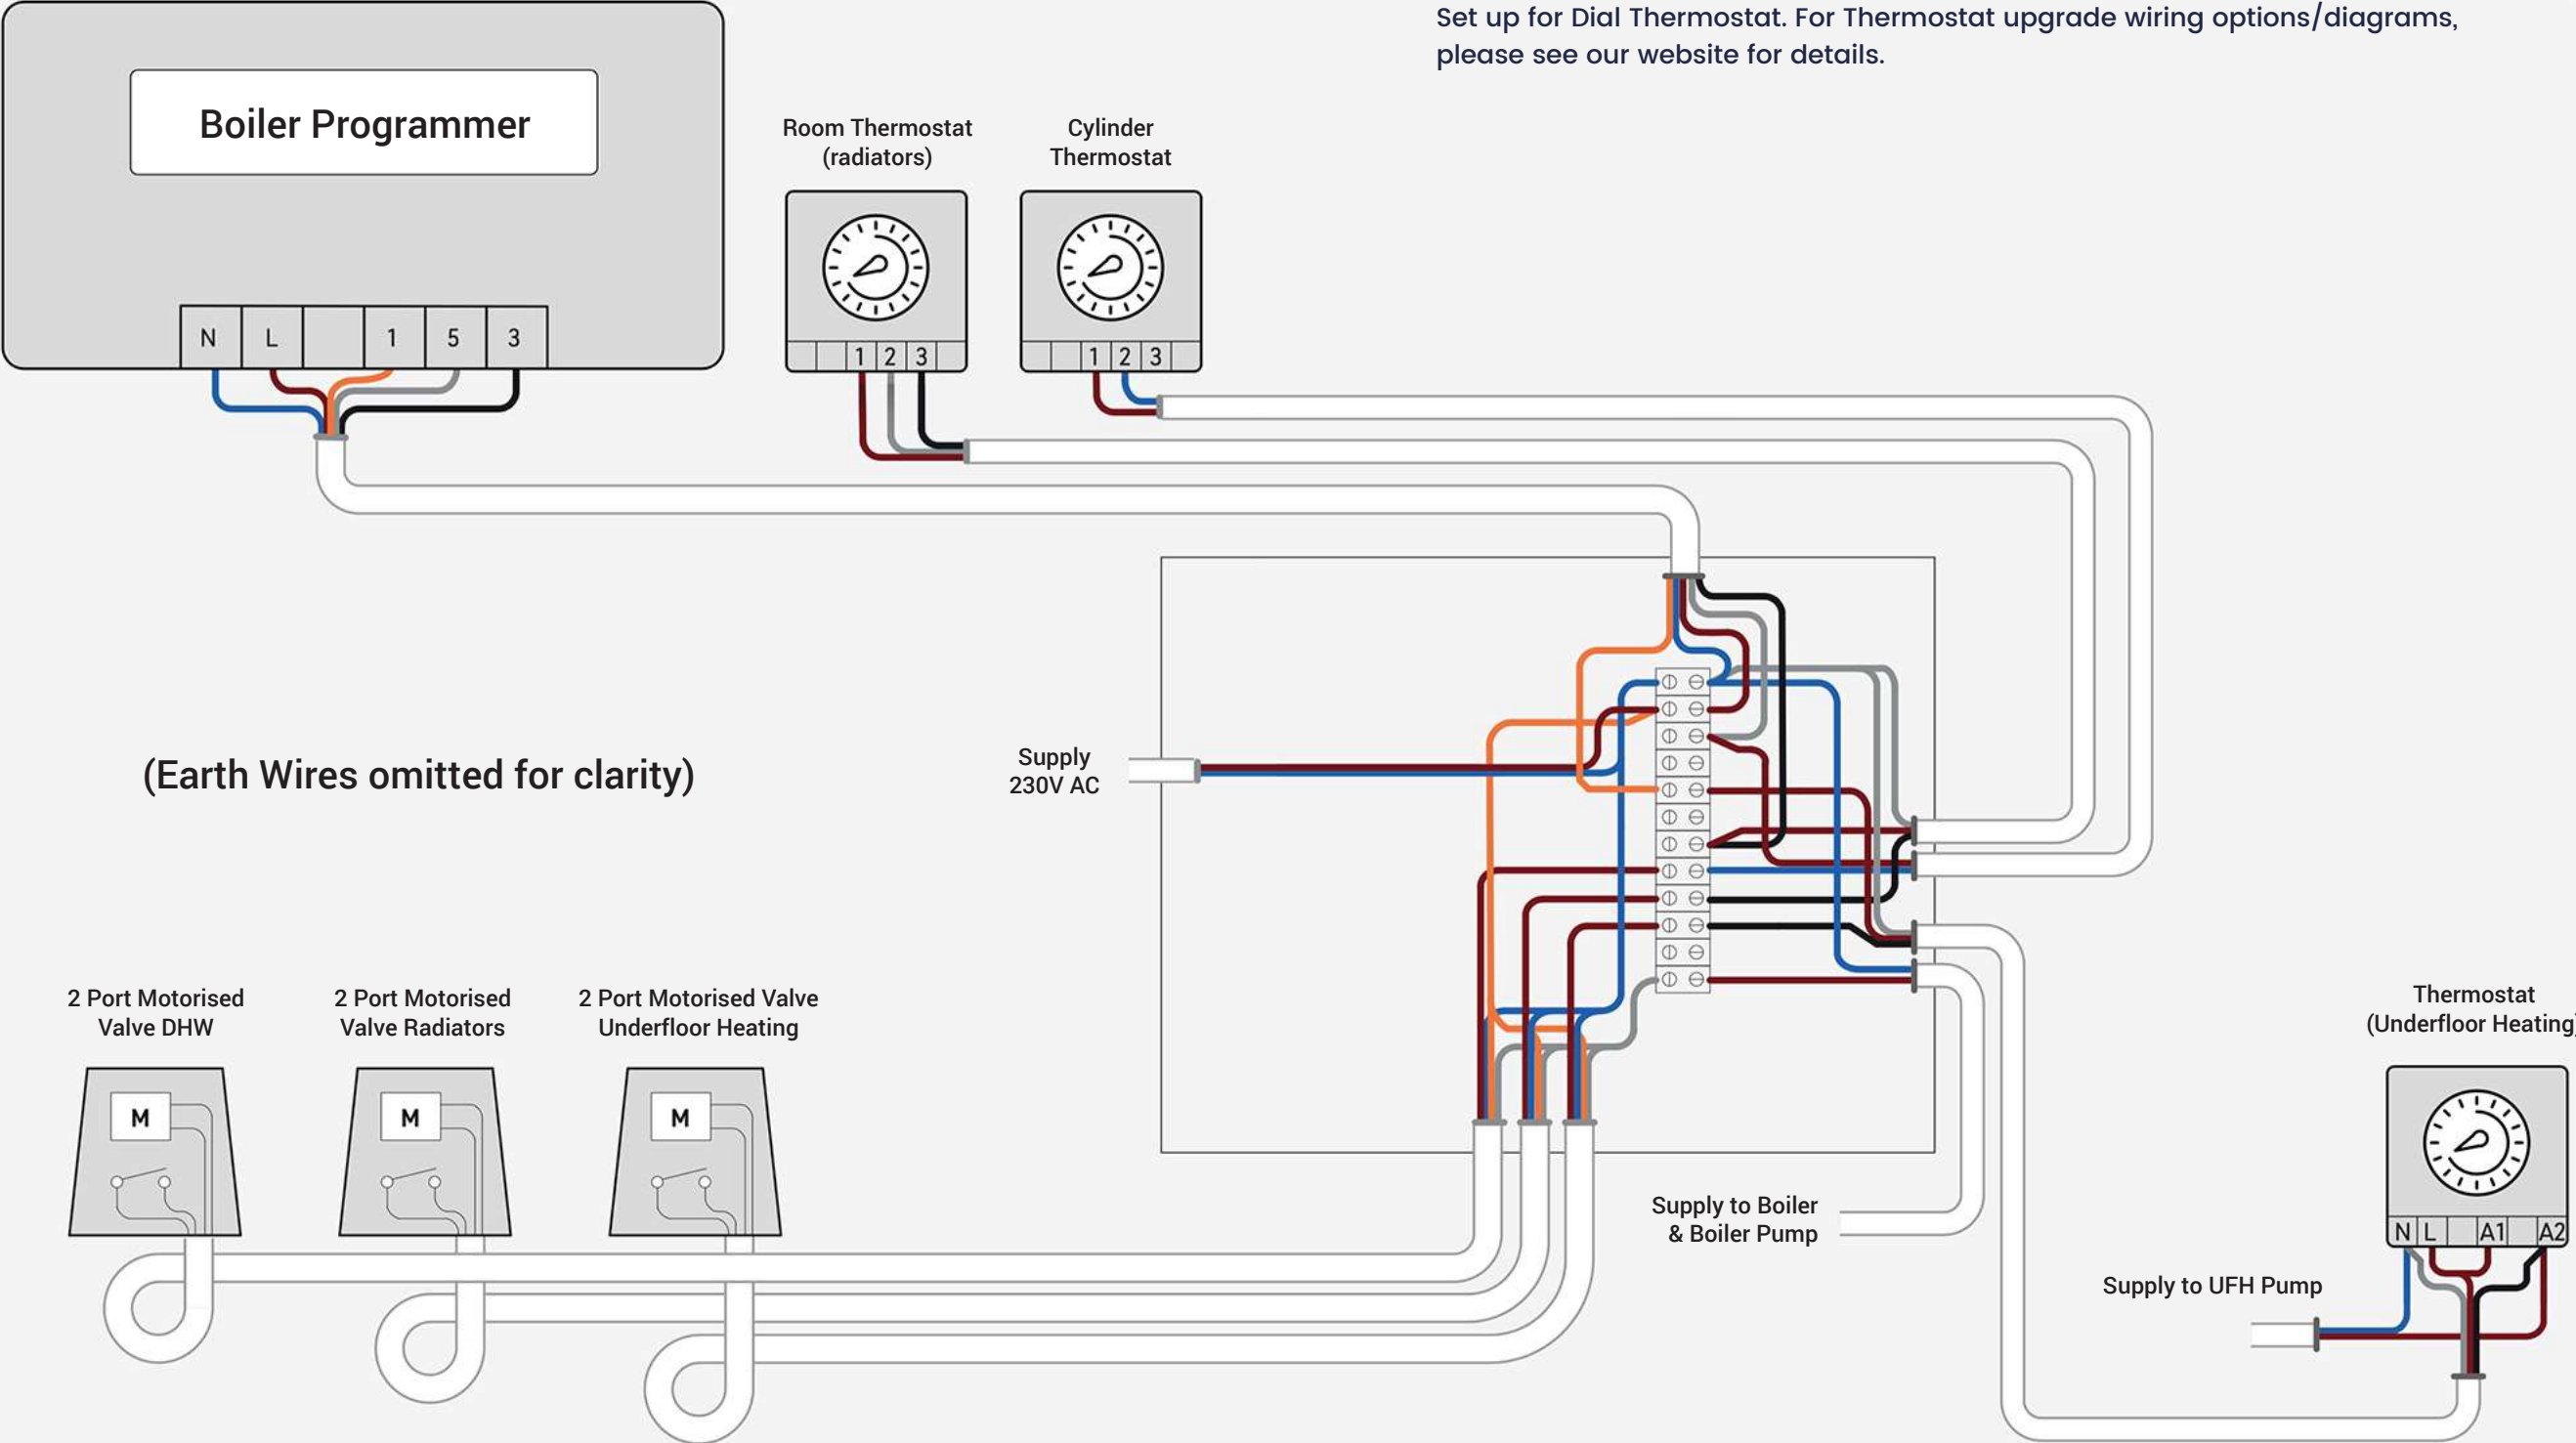 Set up for Dial Thermostat. For Thermostat upgrade wiring options/diagrams,
please see our website for details.
Boiler Programmer
N L 1 5 3
Room Thermostat
(radiators)
1 2 3
Cylinder
Thermostat
1 2 3
(Earth Wires omitted for clarity)
Supply
230V AC
2 Port Motorised
Valve DHW
M
2 Port Motorised
Valve Radiators
M
2 Port Motorised Valve
Underfloor Heating
M
Supply to Boiler
& Boiler Pump
Thermostat
(Underfloor Heating)
N L A1 A2
Supply to UFH Pump